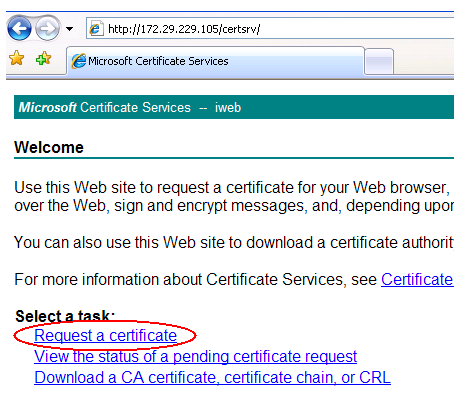 http://172.29.229.105/certsrv/
Microsoft Certificate Services
Microsoft Certificate Services -- iweb
Welcome
Use this Web site to request a certificate for your Web browser,
over the Web, sign and encrypt messages, and, depending upon
You can also use this Web site to download a certificate
For more information about Certificate Services, see Certificate
Select a task:
Request a certificate
View the status of a pending certificate request
Download a CA certificate, certificate chain, or CRL